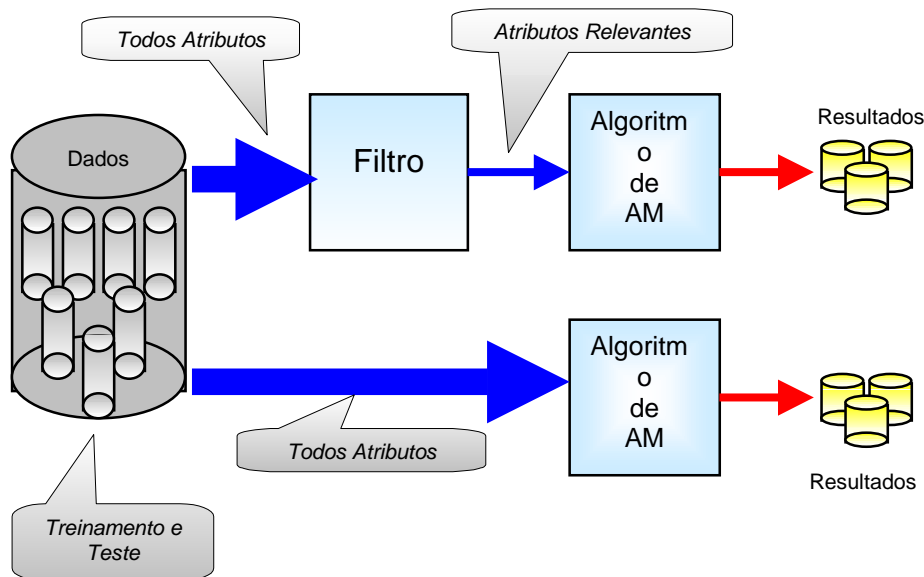 Todos Atributos
Atributos Relevantes
Dados
Filtro
Algoritm
o
de
AM
Resultados
Algoritm
o
de
AM
Todos Atributos
Resultados
Treinamento e
Teste